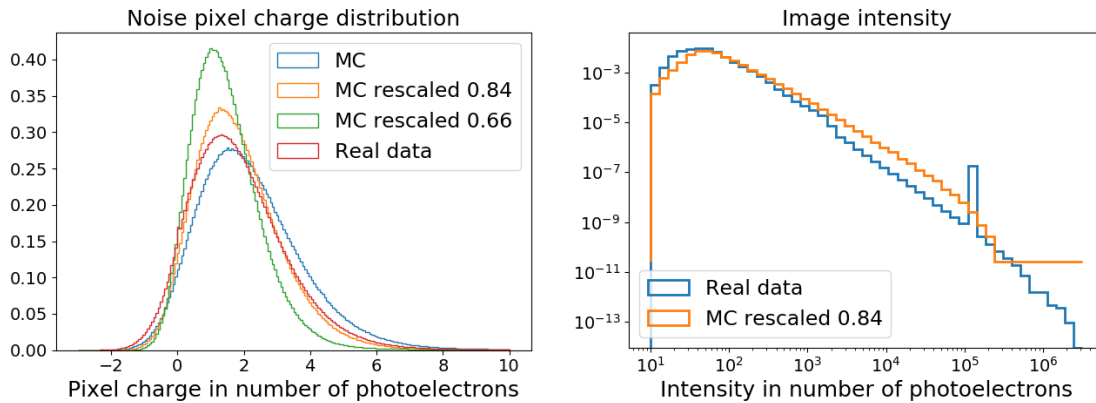 Noise pixel charge distribution
0.40
0.35
0.30
0.25
0.20
0.15
0.10
0.05
0.00
MC
MC rescaled 0.84
MC rescaled 0.66
Real data
−2 0 2 4 6 8 10
Pixel charge in number of photoelectrons
Image intensity
10⁻³
10⁻⁵
10⁻⁷
10⁻⁹
10⁻¹¹
10⁻¹³
Real data
MC rescaled 0.84
10¹ 10² 10³ 10⁴ 10⁵ 10⁶
Intensity in number of photoelectrons